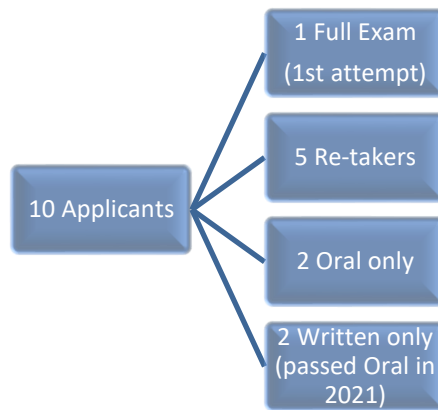 1 Full Exam
(1st attempt)
5 Re-takers
10 Applicants
2 Oral only
2 Written only
(passed Oral in
2021)